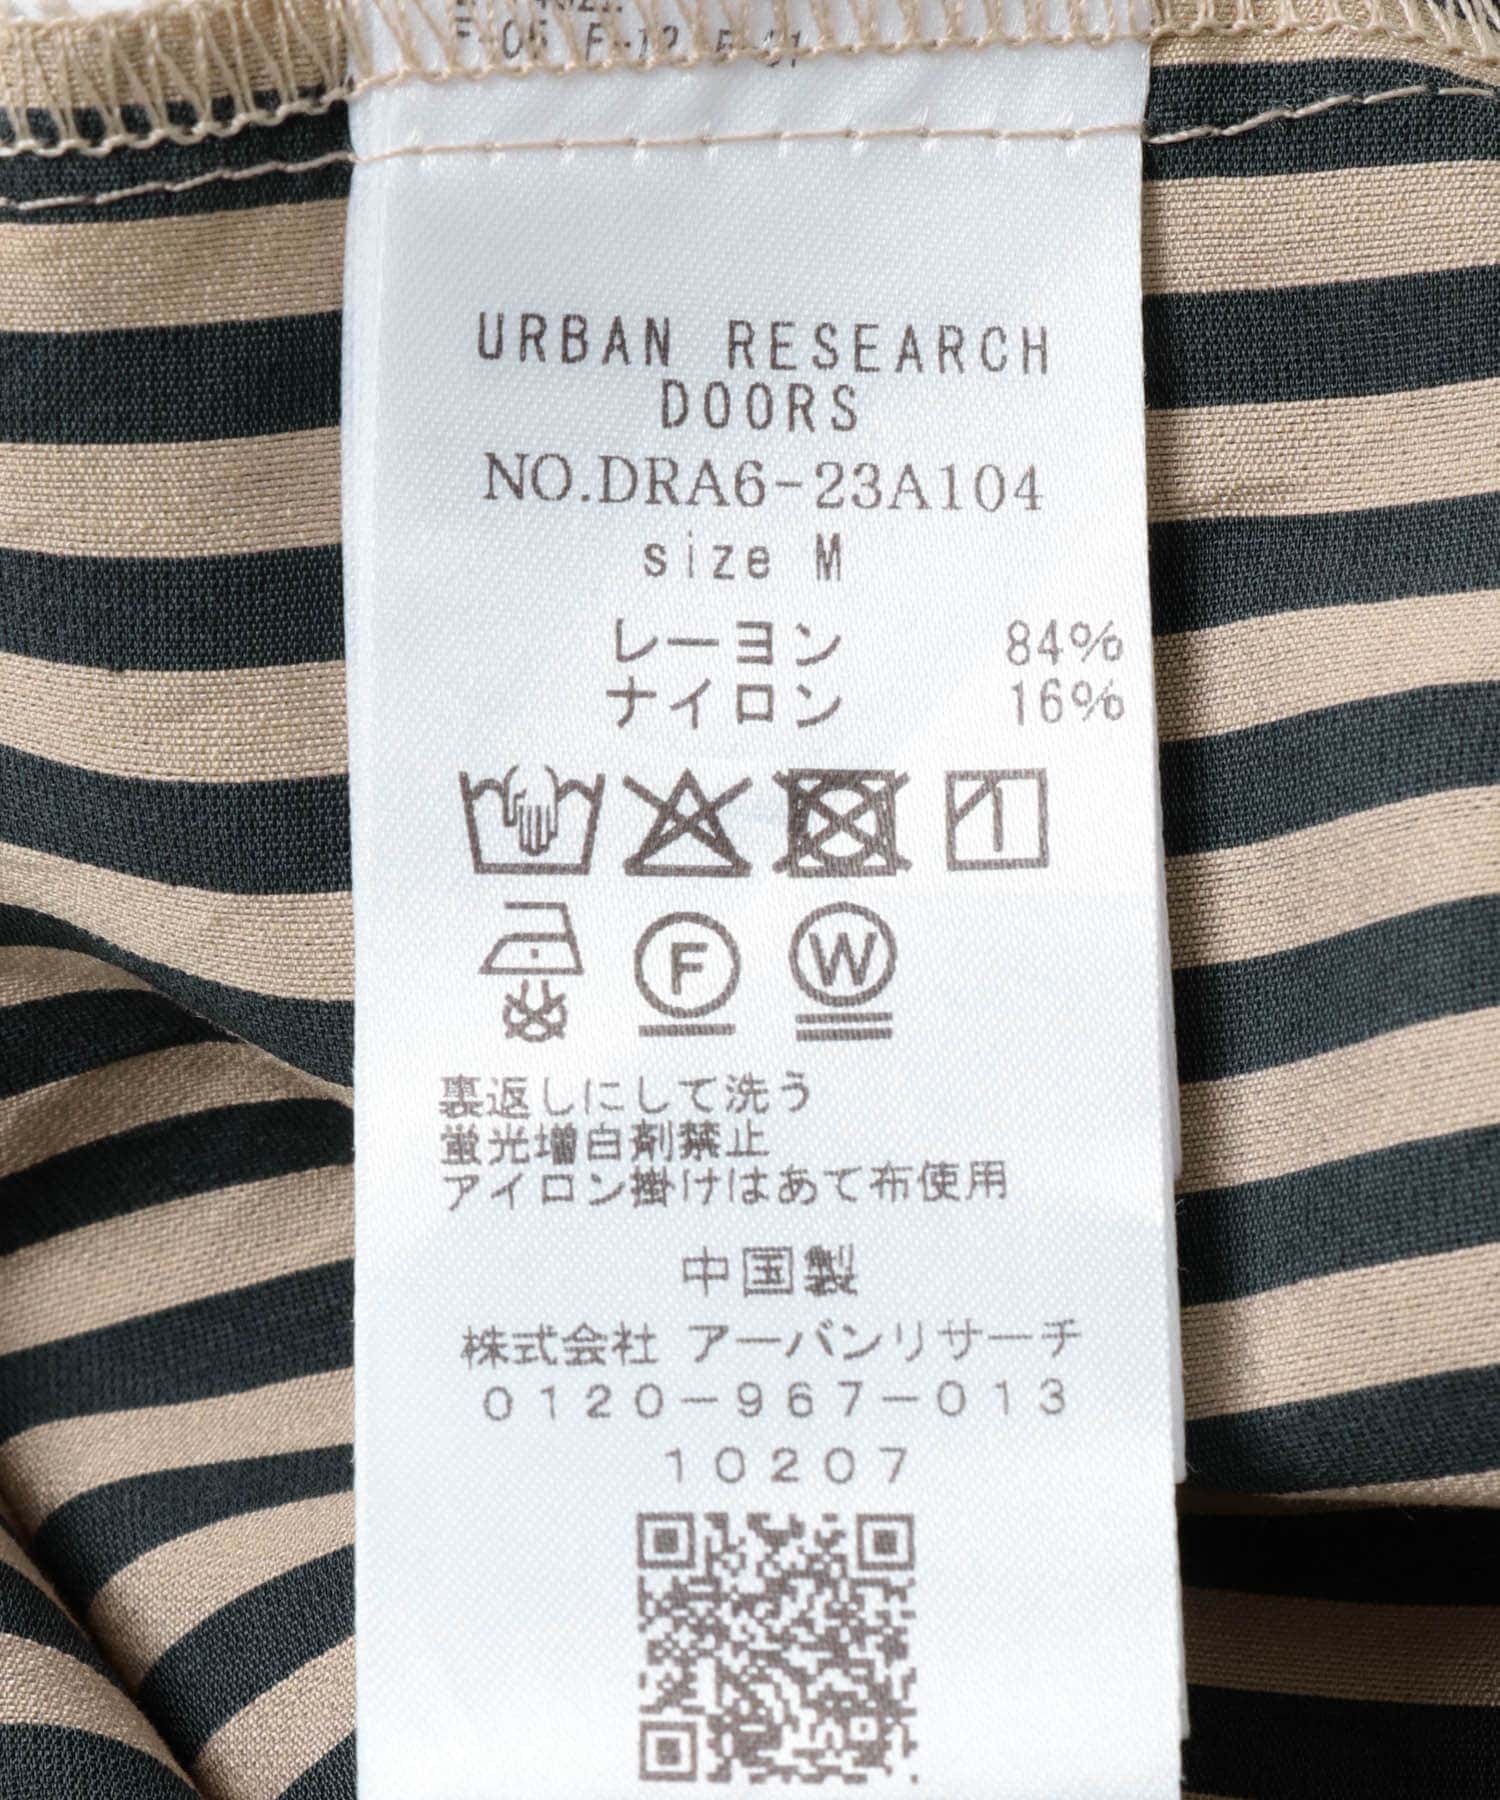 URBAN RESEARCH
DOORS
NO.DRA6-23A104
size M
レーヨン 84%
ナイロン 16%
F
W
裏返しにして洗う
蛍光増白剤禁止
アイロン掛けはあて布使用
中国製
株式会社 アーバンリサーチ
0120-967-013
10207